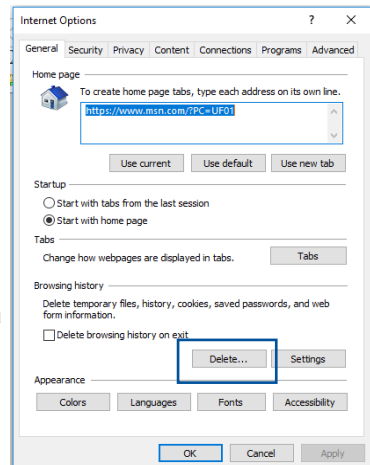 Internet Options ? X
General Security Privacy Content Connections Programs Advanced
Home page
To create home page tabs, type each address on its own line.
https://www.msn.com/?PC=UF01
Use current Use default Use new tab
Startup
Start with tabs from the last session
Start with home page
Tabs
Change how webpages are displayed in tabs. Tabs
Browsing history
Delete temporary files, history, cookies, saved passwords, and web
form information.
Delete browsing history on exit
Delete... Settings
Appearance
Colors Languages Fonts Accessibility
OK Cancel Apply